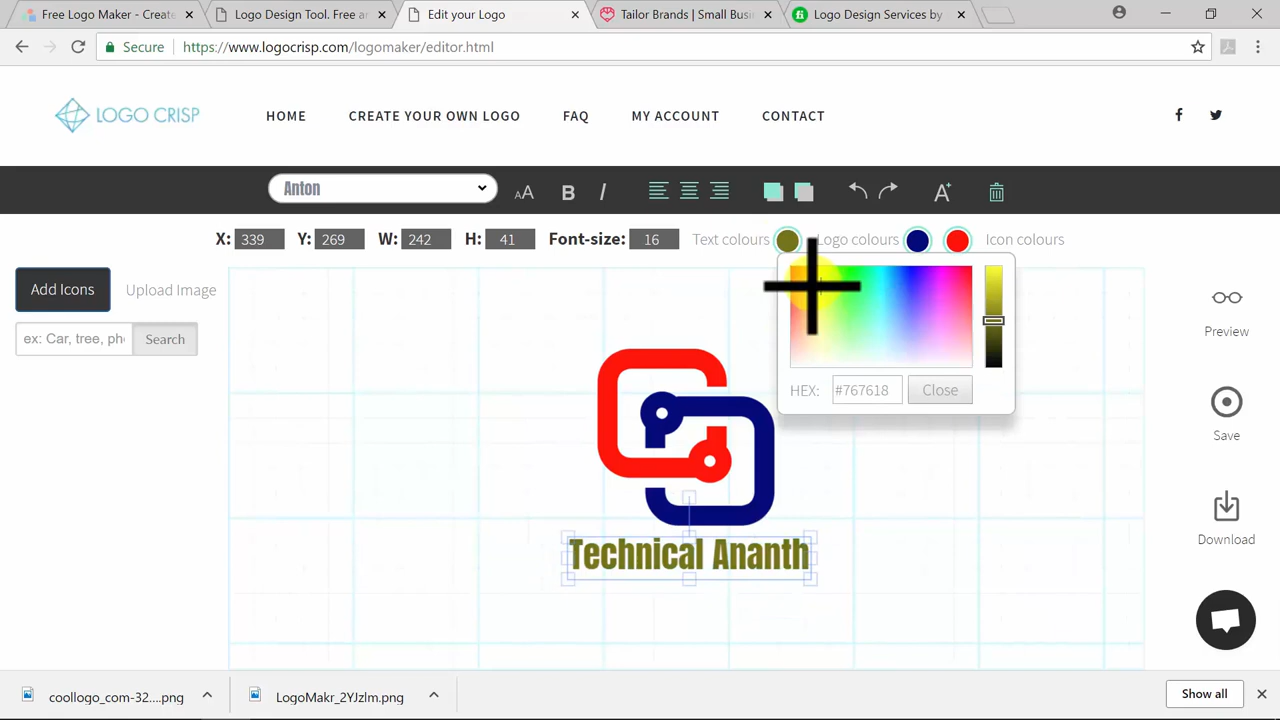 Free Logo Maker - Create
Logo Design Tool. Free an
Edit your Logo
Tailor Brands | Small Busi
Logo Design Services by
Secure https://www.logocrisp.com/logomaker/editor.html
LOGO CRISP
HOME CREATE YOUR OWN LOGO FAQ MY ACCOUNT CONTACT
Anton
X: 339 Y: 269 W: 242 H: 41 Font-size: 16 Text colours Logo colours Icon colours
Add Icons Upload Image
ex: Car, tree, ph Search
HEX: #767618 Close
Preview
Save
Download
Technical Ananth
coollogo_com-32....png
LogoMakr_2YJzlm.png
Show all